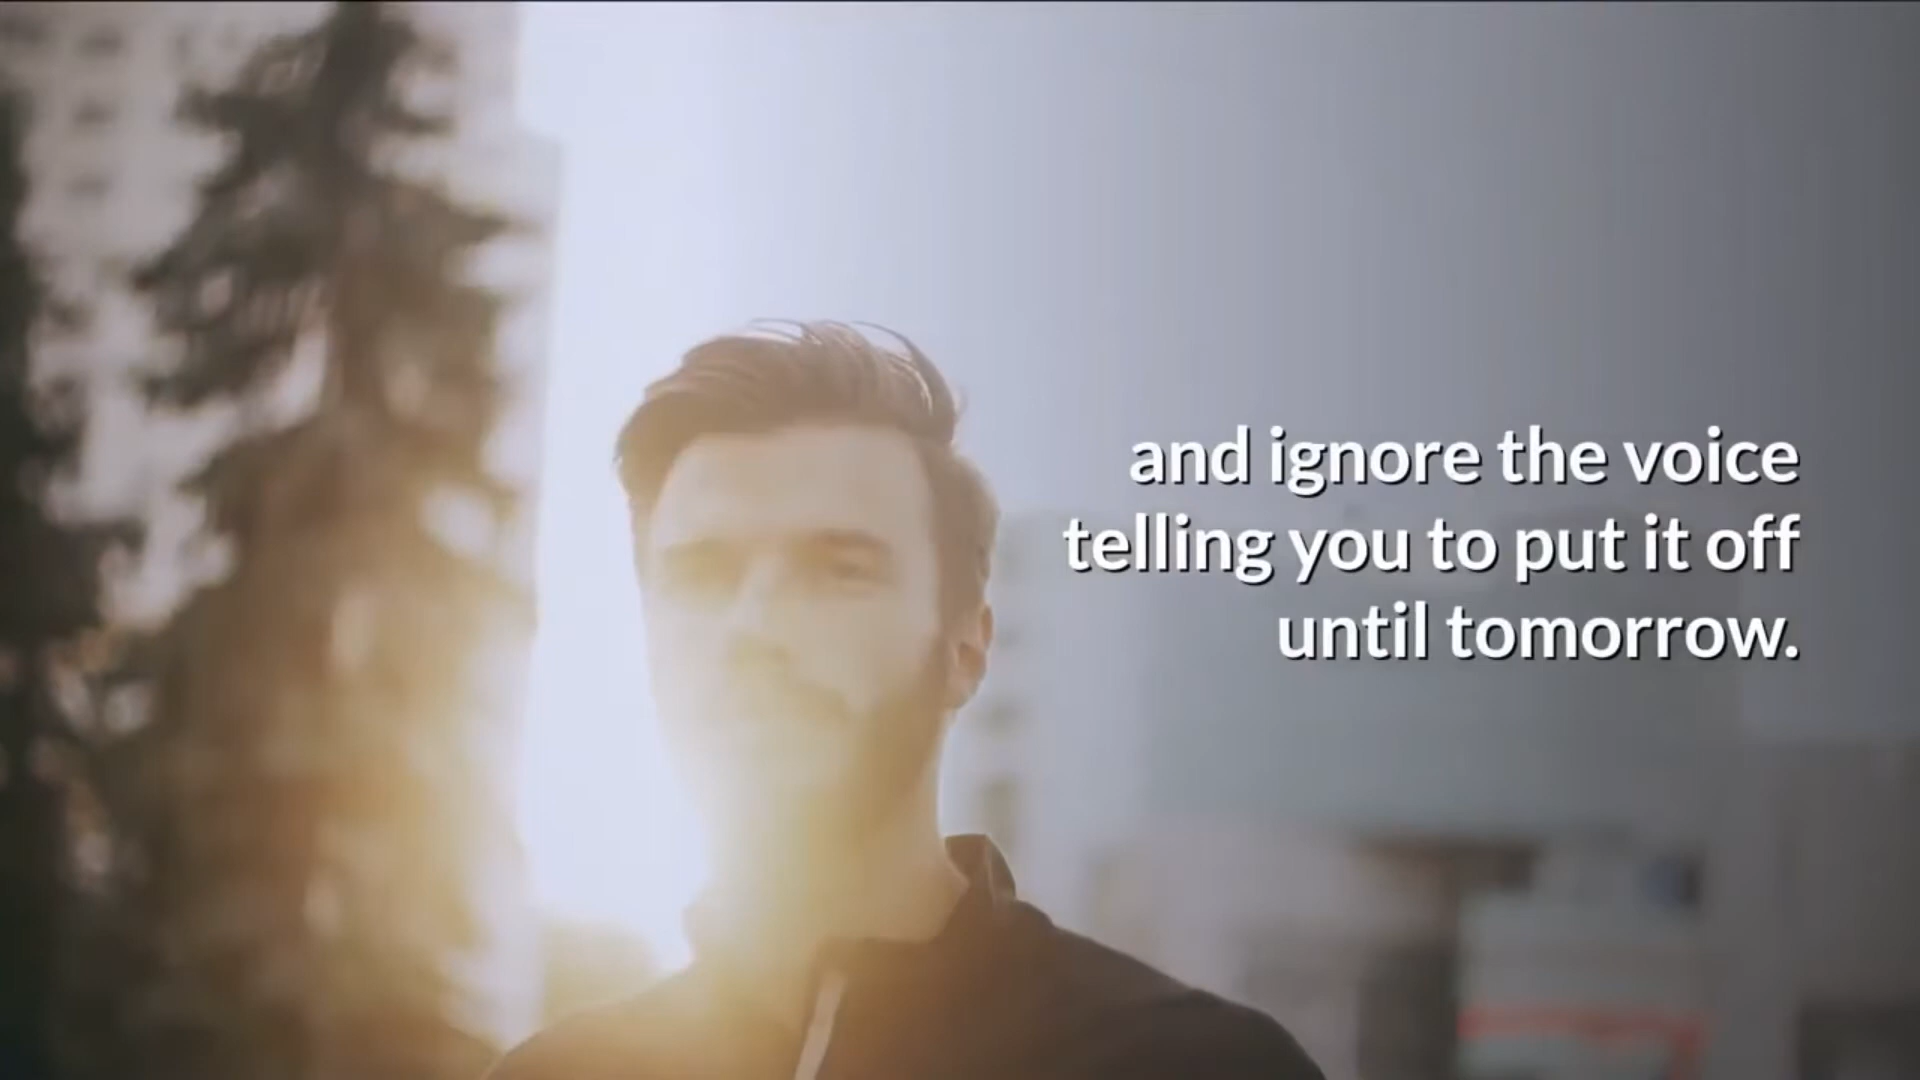 and ignore the voice
telling you to put it off
until tomorrow.